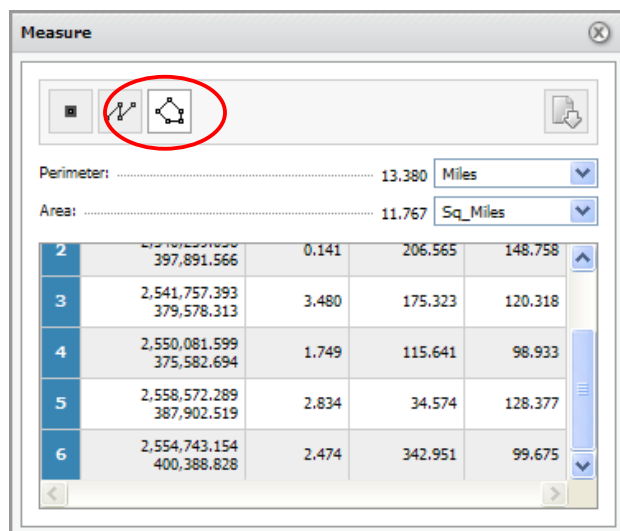 Measure
Perimeter: 13.380 Miles
Area: 11.767 Sq_Miles
2 397,891.566 0.141 206.565 148.758
3 2,541,757.393 3.480 175.323 120.318
379,578.313
4 2,550,081.599 1.749 115.641 98.933
375,582.694
5 2,558,572.289 2.834 34.574 128.377
387,902.519
6 2,554,743.154 2.474 342.951 99.675
400,388.828